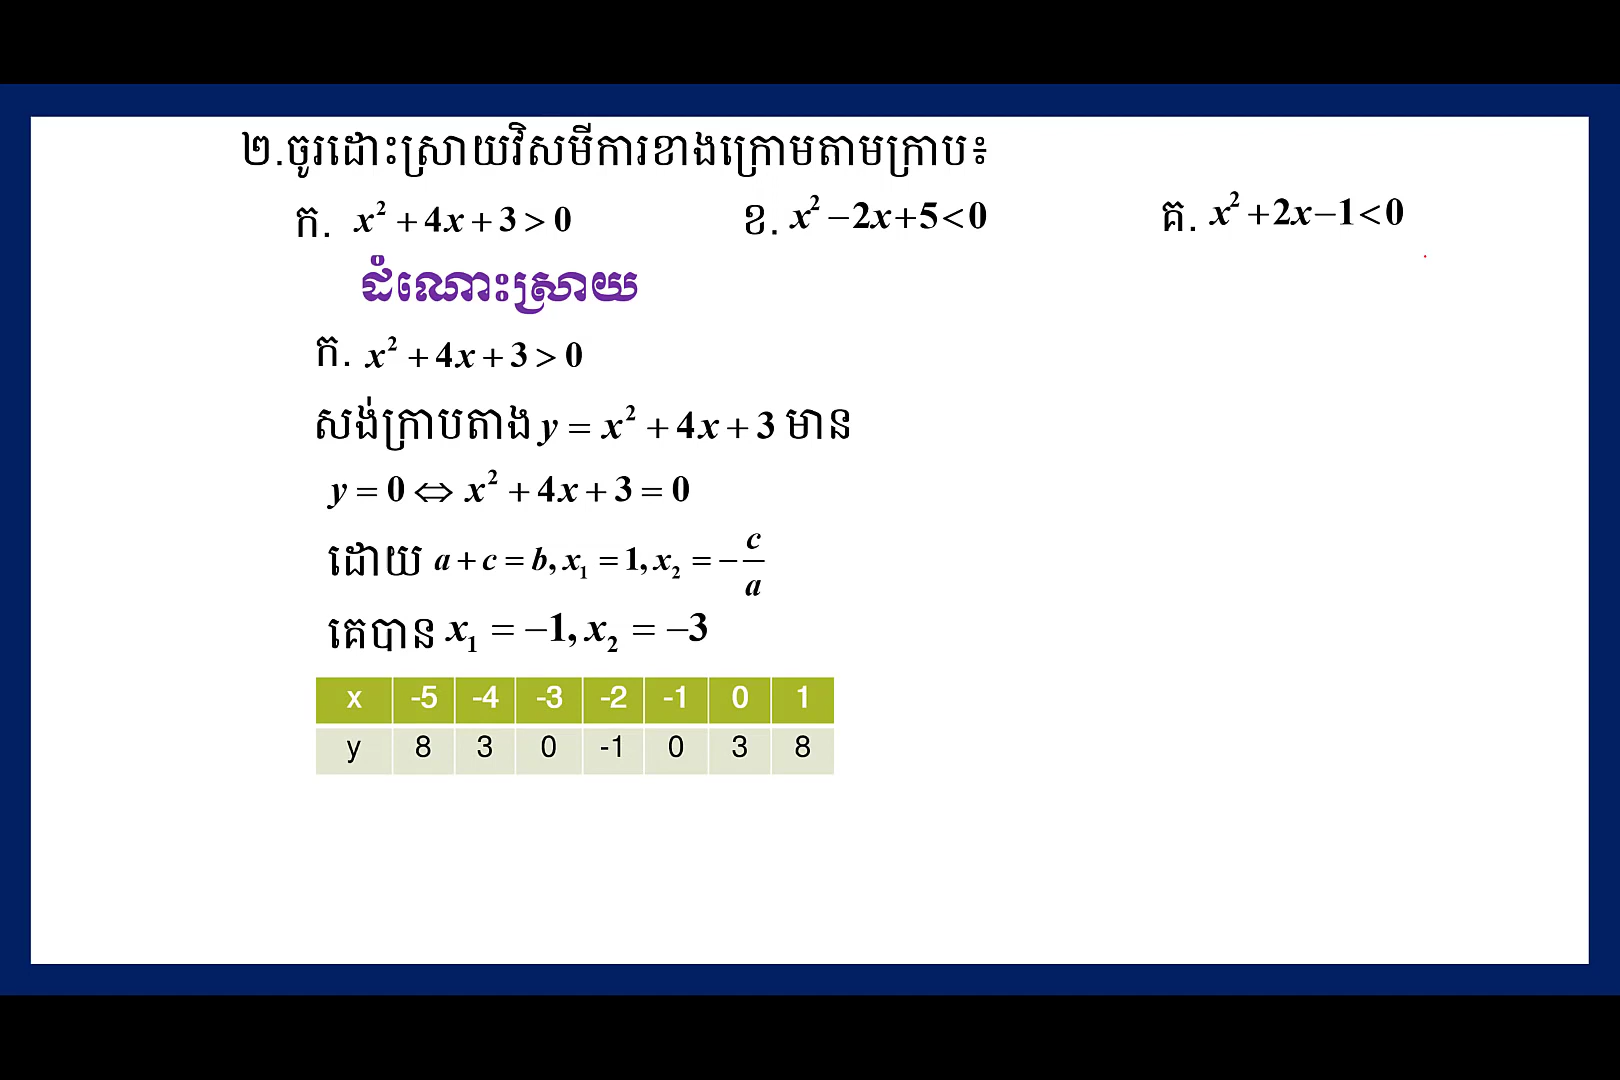 ២.ចូរដោះស្រាយវិសមីការខាងក្រោមតាមក្រាប៖
ក. x² + 4x + 3 > 0 ខ. x² − 2x + 5 < 0 គ. x² + 2x − 1 < 0
ដំណោះស្រាយ
ក. x² + 4x + 3 > 0
សង់ក្រាបតាង y = x² + 4x + 3 មាន
y = 0 ⇔ x² + 4x + 3 = 0
ដោយ a + c = b, x₁ = 1, x₂ = −c/a
គេបាន x₁ = −1, x₂ = −3
x -5 -4 -3 -2 -1 0 1
y 8 3 0 -1 0 3 8